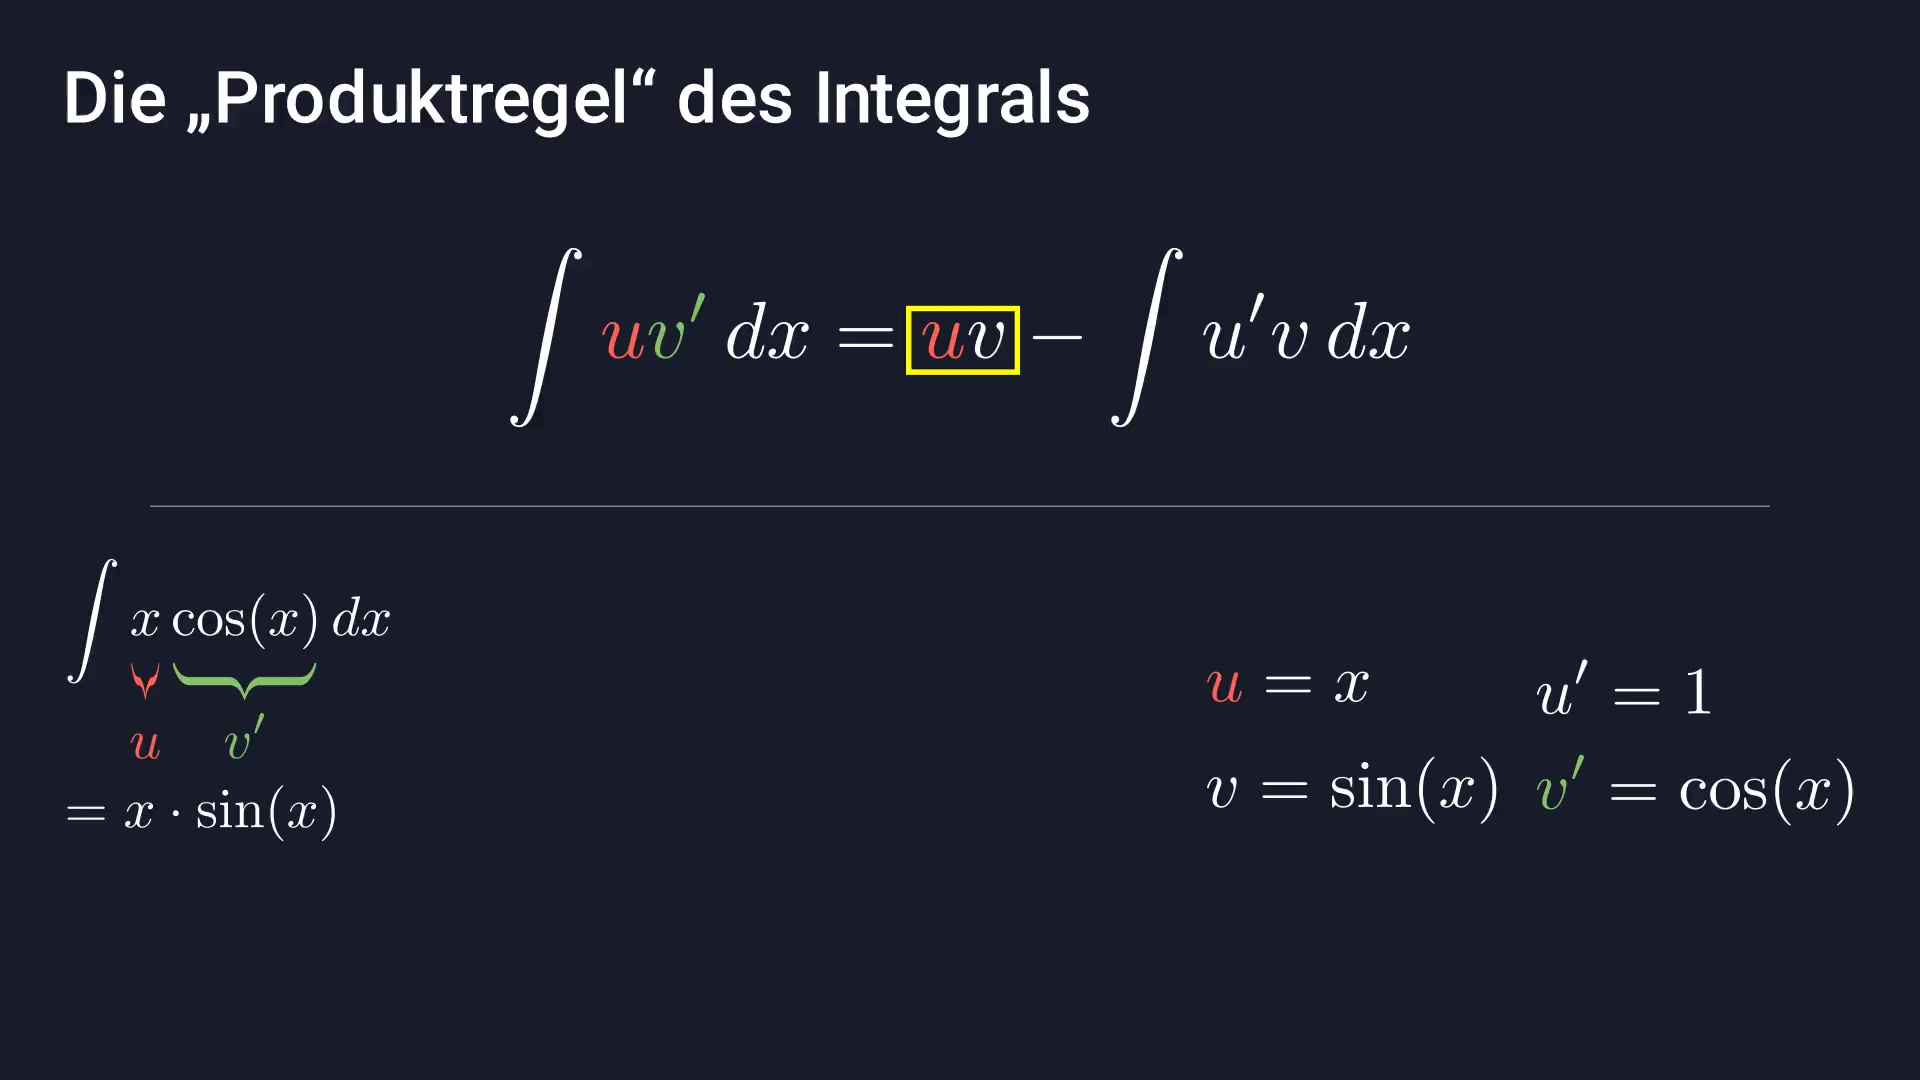 Die „Produktregel“ des Integrals
∫ uv′ dx = uv − ∫ u′v dx
∫ x cos(x) dx
u v′
= x · sin(x)
u = x u′ = 1
v = sin(x) v′ = cos(x)